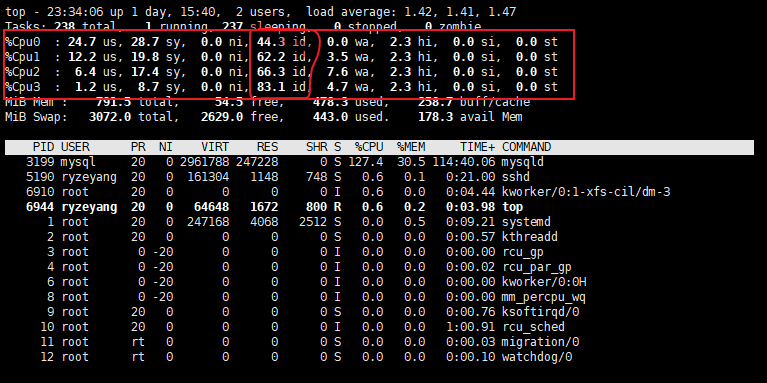 top - 23:34:06 up 1 day, 15:40,  2 users,  load average: 1.42, 1.41, 1.47
Tasks: 238 total,   1 running, 237 sleeping,   0 stopped,   0 zombie
%Cpu0  : 24.7 us, 28.7 sy,  0.0 ni, 44.3 id,  0.0 wa,  2.3 hi,  0.0 si,  0.0 st
%Cpu1  : 12.2 us, 19.8 sy,  0.0 ni, 62.2 id,  3.5 wa,  2.3 hi,  0.0 si,  0.0 st
%Cpu2  :  6.4 us, 17.4 sy,  0.0 ni, 66.3 id,  7.6 wa,  2.3 hi,  0.0 si,  0.0 st
%Cpu3  :  1.2 us,  8.7 sy,  0.0 ni, 83.1 id,  4.7 wa,  2.3 hi,  0.0 si,  0.0 st
MiB Mem :    791.5 total,     54.5 free,    478.3 used,    258.7 buff/cache
MiB Swap:   3072.0 total,   2629.0 free,    443.0 used.    178.3 avail Mem
PID USER      PR  NI    VIRT    RES    SHR S  %CPU  %MEM     TIME+ COMMAND
3199 mysql     20   0 2961788 247228      0 S 127.4  30.5 114:40.06 mysqld
5190 ryzeyang  20   0  161304   1148    748 S   0.6   0.1   0:21.00 sshd
6910 root      20   0       0      0      0 I   0.6   0.0   0:04.44 kworker/0:1-xfs-cil/dm-3
6944 ryzeyang  20   0   64648   1672    800 R   0.6   0.2   0:03.98 top
1 root      20   0  247168   4068   2512 S   0.0   0.5   0:09.21 systemd
2 root      20   0       0      0      0 S   0.0   0.0   0:00.57 kthreadd
3 root       0 -20       0      0      0 I   0.0   0.0   0:00.00 rcu_gp
4 root       0 -20       0      0      0 I   0.0   0.0   0:00.02 rcu_par_gp
6 root       0 -20       0      0      0 I   0.0   0.0   0:00.00 kworker/0:0H
8 root       0 -20       0      0      0 I   0.0   0.0   0:00.00 mm_percpu_wq
9 root      20   0       0      0      0 S   0.0   0.0   0:00.76 ksoftirqd/0
10 root      20   0       0      0      0 I   0.0   0.0   1:00.91 rcu_sched
11 root      rt   0       0      0      0 S   0.0   0.0   0:00.03 migration/0
12 root      rt   0       0      0      0 S   0.0   0.0   0:00.10 watchdog/0